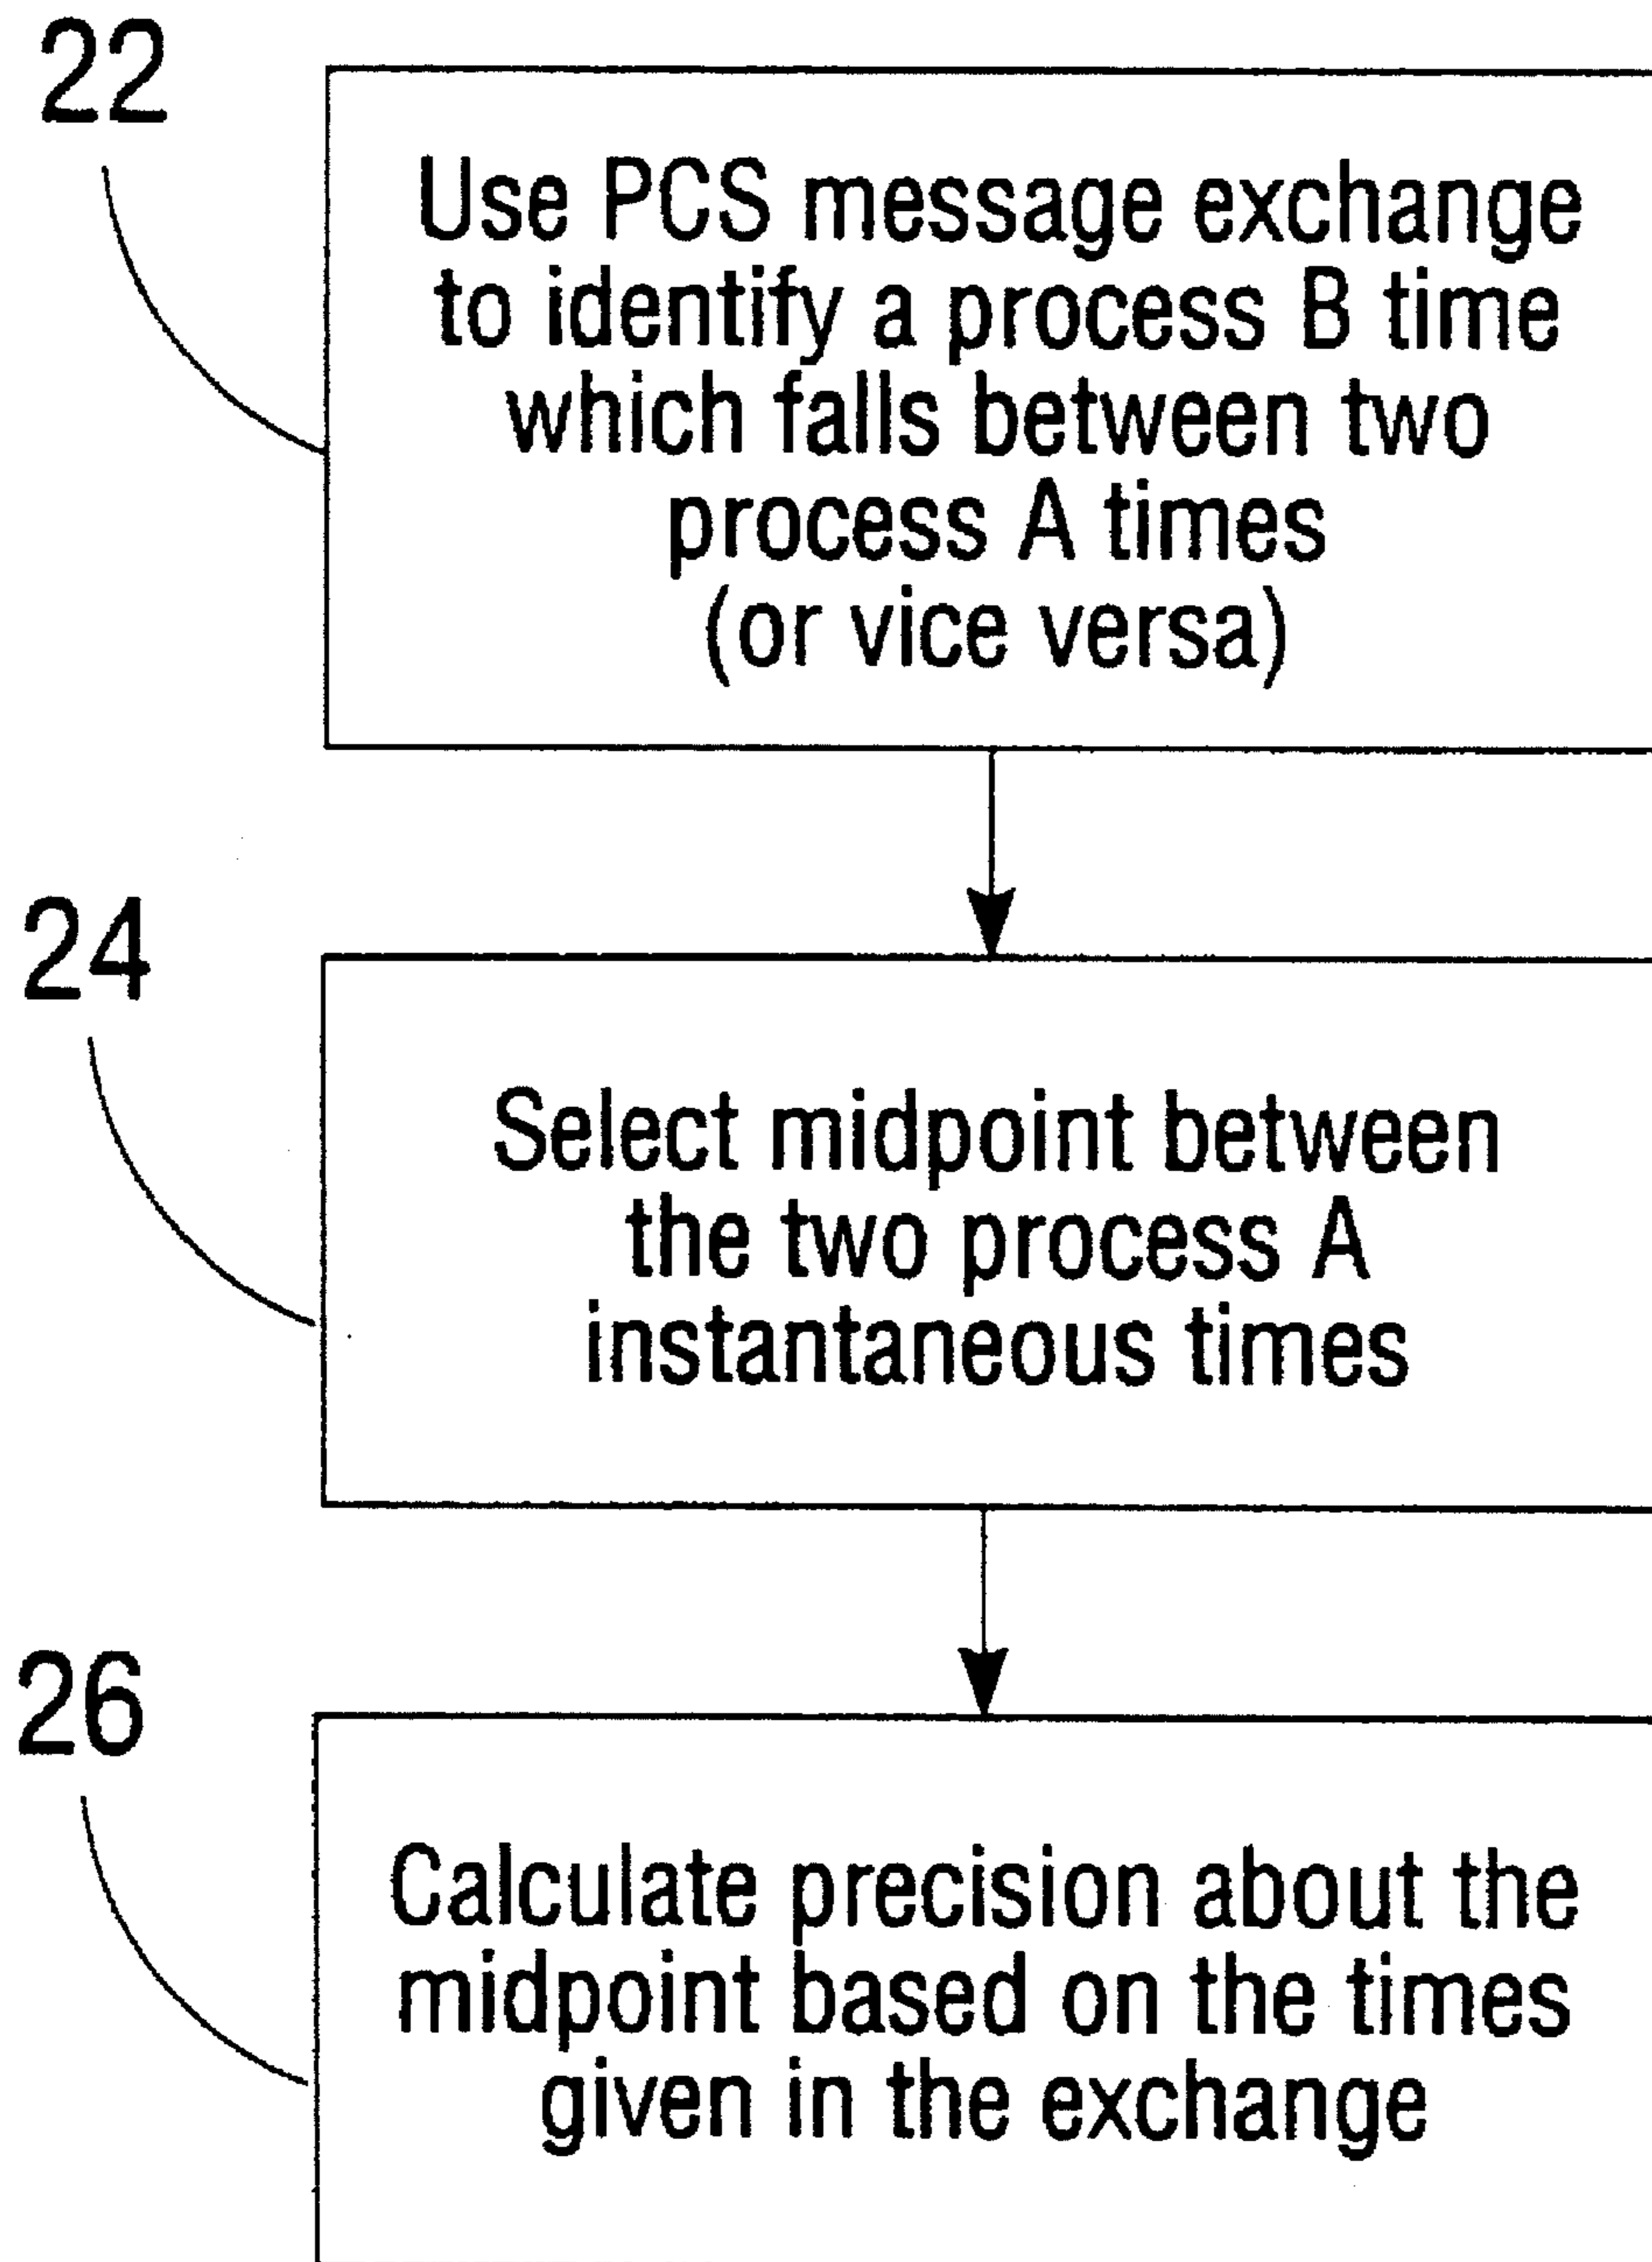 22
Use PCS message exchange
to identify a process B time
which falls between two
process A times
(or vice versa)
24
Select midpoint between
the two process A
instantaneous times
26
Calculate precision about the
midpoint based on the times
given in the exchange